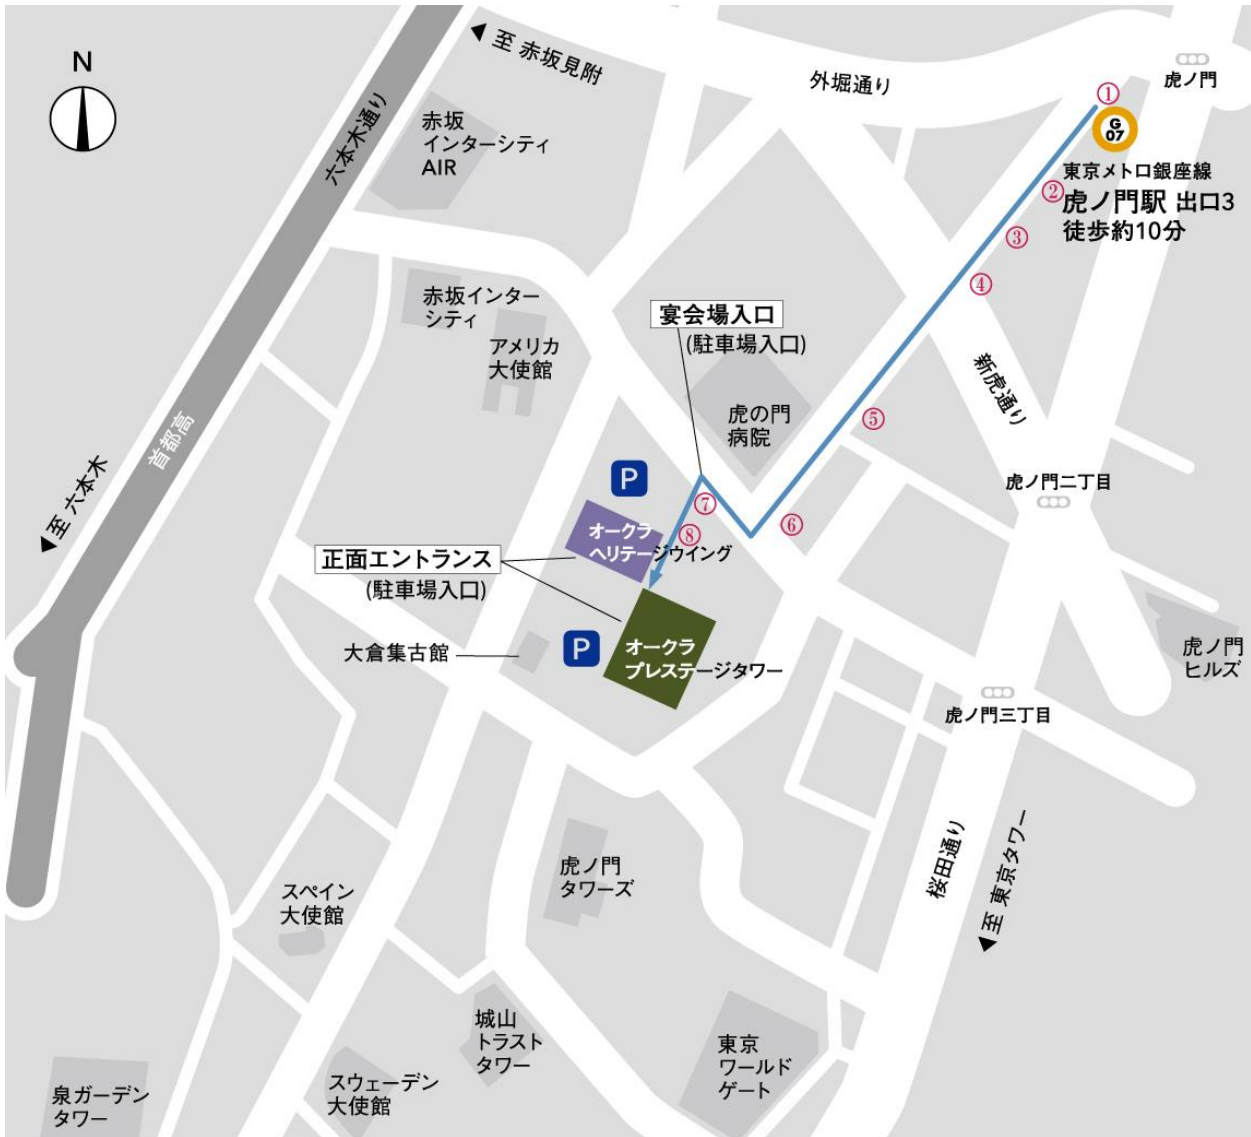 N
至 赤坂見附
外堀通り
虎ノ門
①
G
07
東京メトロ銀座線
虎ノ門駅 出口3
徒歩約10分
②
③
④
六本木通り
赤坂
インターシティ
AIR
赤坂インター
シティ
アメリカ
大使館
宴会場入口
(駐車場入口)
虎の門
病院
新虎通り
⑤
首都高
至 六本木
P
虎ノ門二丁目
⑥
⑦
⑧
オークラ
ヘリテージウイング
正面エントランス
(駐車場入口)
大倉集古館
P
オークラ
プレステージタワー
虎ノ門
ヒルズ
虎ノ門三丁目
桜田通り
至 東京タワー
虎ノ門
タワーズ
スペイン
大使館
城山
トラスト
タワー
東京
ワールド
ゲート
スウェーデン
大使館
泉ガーデン
タワー